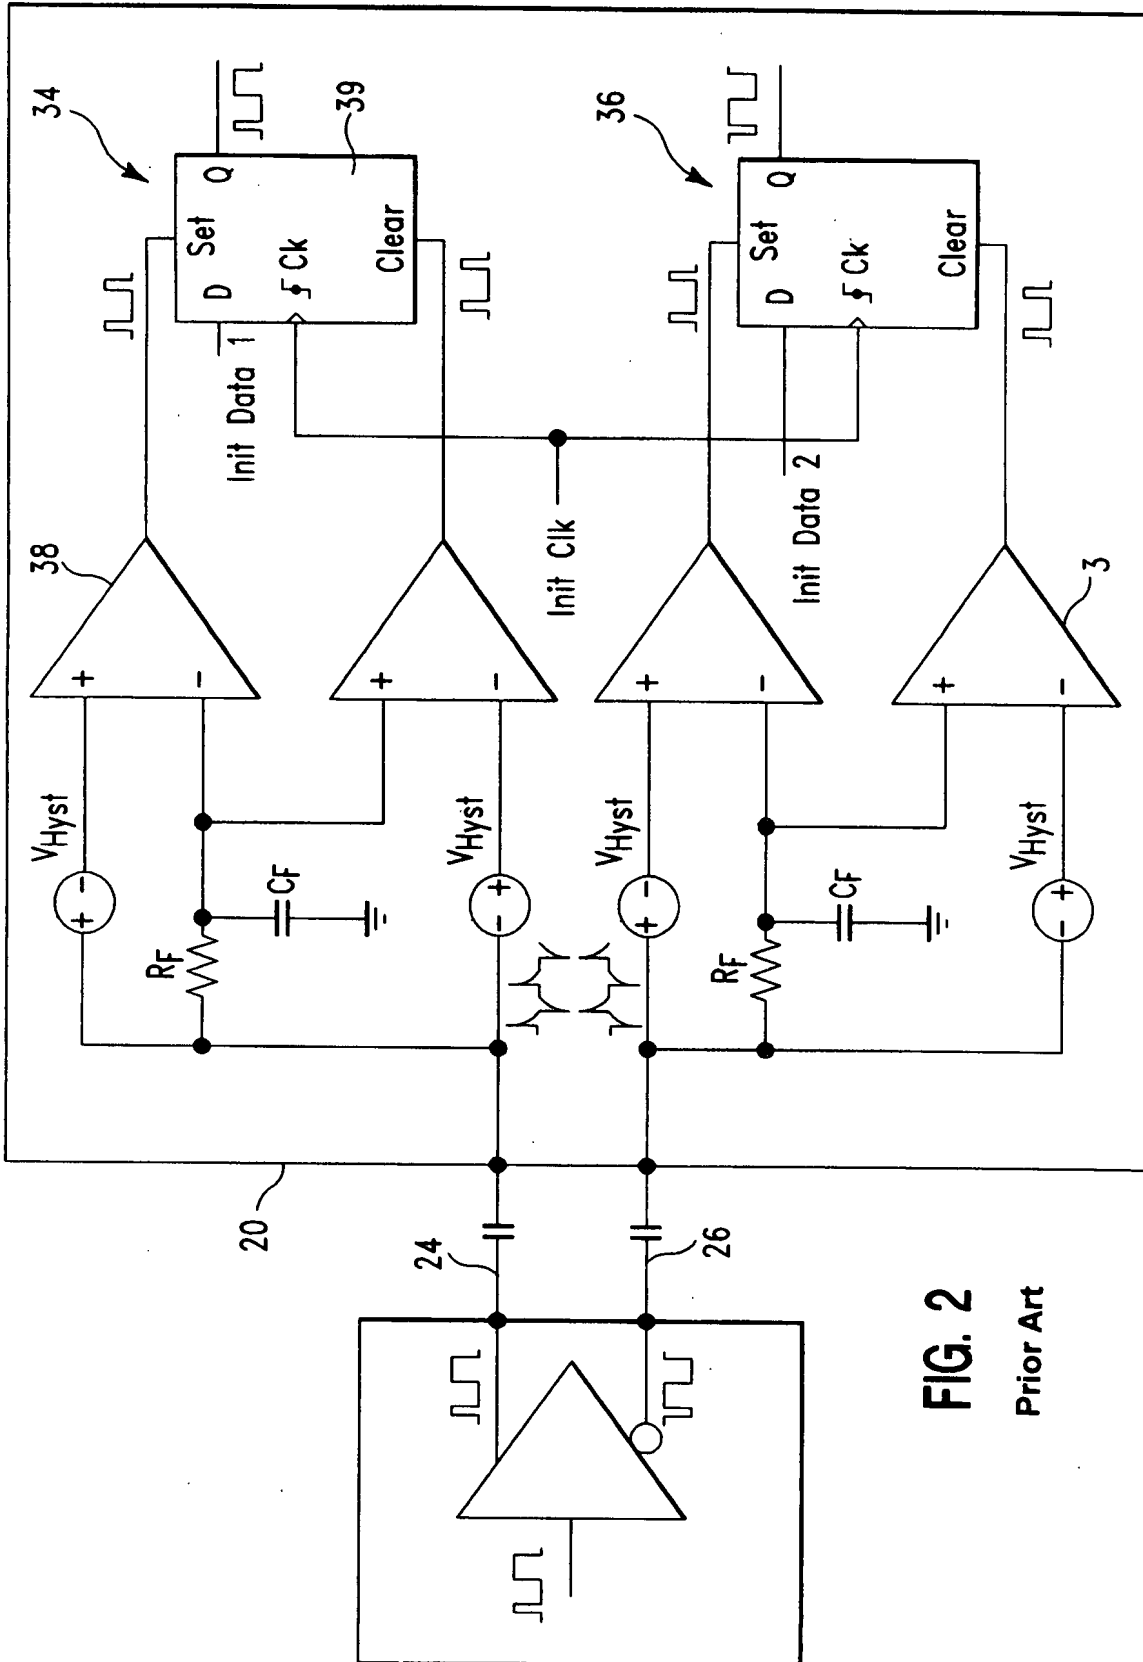 34
39
Set
D
Q
Ck
Clear
Init Data 1
38
+
-
+
-
VHyst
+ -
RF
CF
VHyst
- +
Init Clk
36
Set
D
Q
Ck
Clear
Init Data 2
3
+
-
+
-
VHyst
+ -
RF
CF
VHyst
- +
20
24
26
FIG. 2
Prior Art